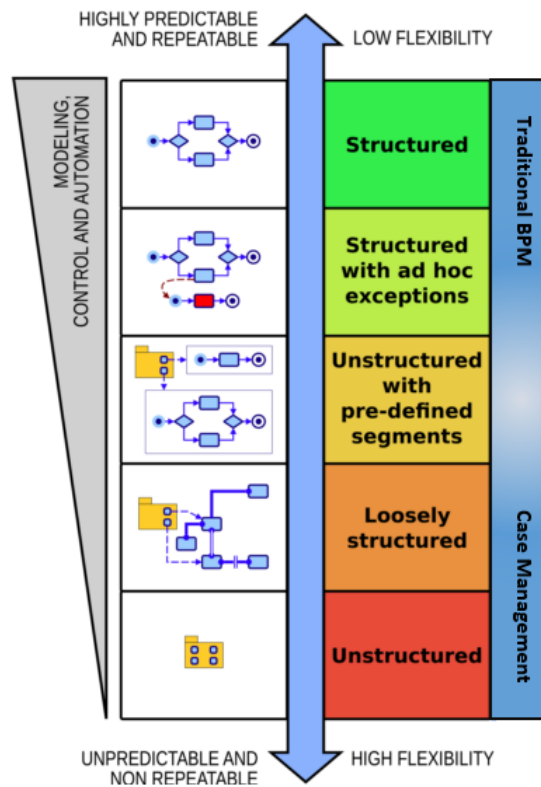 HIGHLY PREDICTABLE
AND REPEATABLE
LOW FLEXIBILITY
MODELING,
CONTROL AND AUTOMATION
Structured
Traditional BPM
Structured
with ad hoc
exceptions
Unstructured
with
pre-defined
segments
Loosely
structured
Case Management
Unstructured
UNPREDICTABLE AND
NON REPEATABLE
HIGH FLEXIBILITY